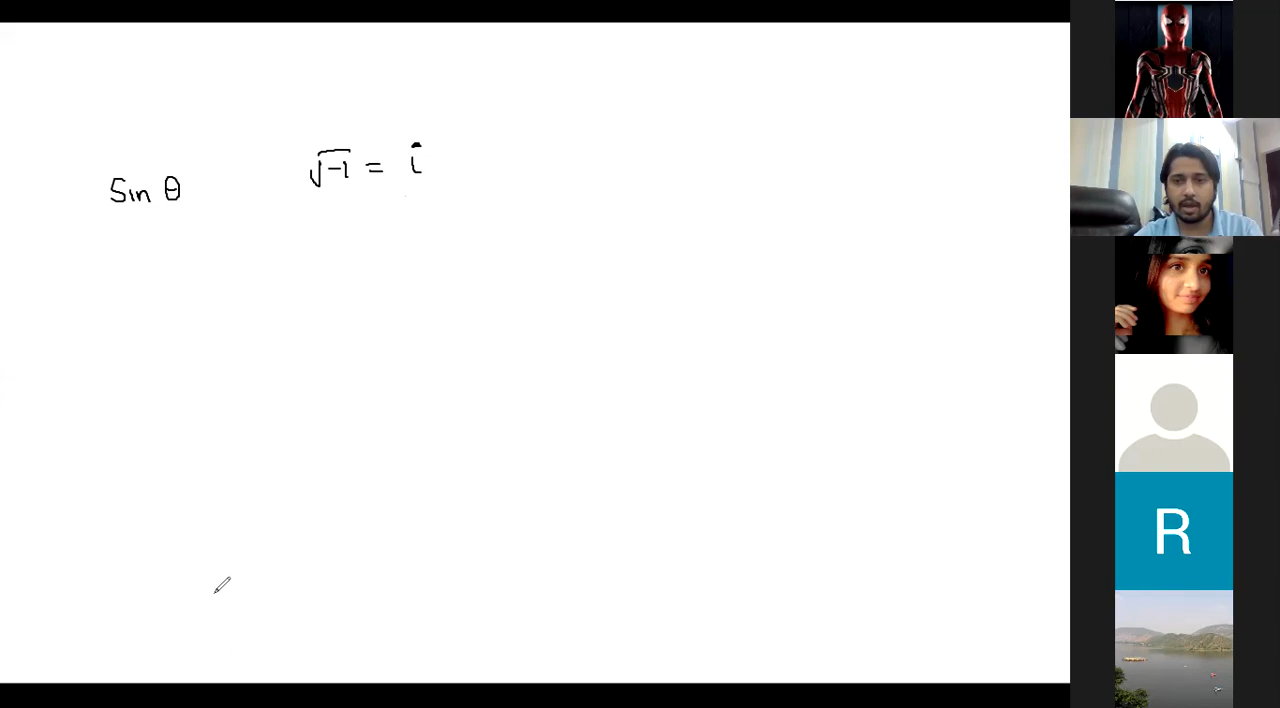 Sin θ
√-1 = i
R